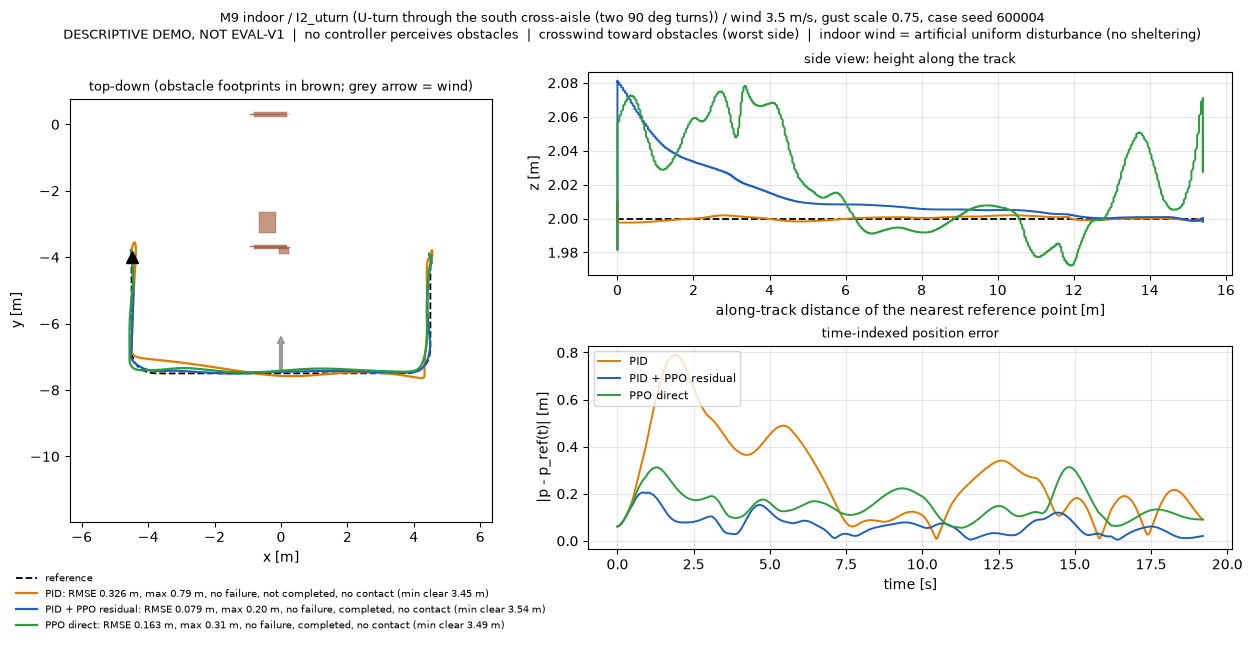 M9 indoor / I2_uturn (U-turn through the south cross-aisle (two 90 deg turns)) / wind 3.5 m/s, gust scale 0.75, case seed 600004
DESCRIPTIVE DEMO, NOT EVAL-V1 | no controller perceives obstacles | crosswind toward obstacles (worst side) | indoor wind = artificial uniform disturbance (no sheltering)
top-down (obstacle footprints in brown; grey arrow = wind)
0
−2
−4
−6
−8
−10
y [m]
−6 −4 −2 0 2 4 6
x [m]
side view: height along the track
2.08
2.06
2.04
2.02
2.00
1.98
z [m]
0 2 4 6 8 10 12 14 16
along-track distance of the nearest reference point [m]
time-indexed position error
0.8
0.6
0.4
0.2
0.0
|p - p_ref(t)| [m]
PID
PID + PPO residual
PPO direct
0.0 2.5 5.0 7.5 10.0 12.5 15.0 17.5 20.0
time [s]
reference
PID: RMSE 0.326 m, max 0.79 m, no failure, not completed, no contact (min clear 3.45 m)
PID + PPO residual: RMSE 0.079 m, max 0.20 m, no failure, completed, no contact (min clear 3.54 m)
PPO direct: RMSE 0.163 m, max 0.31 m, no failure, completed, no contact (min clear 3.49 m)